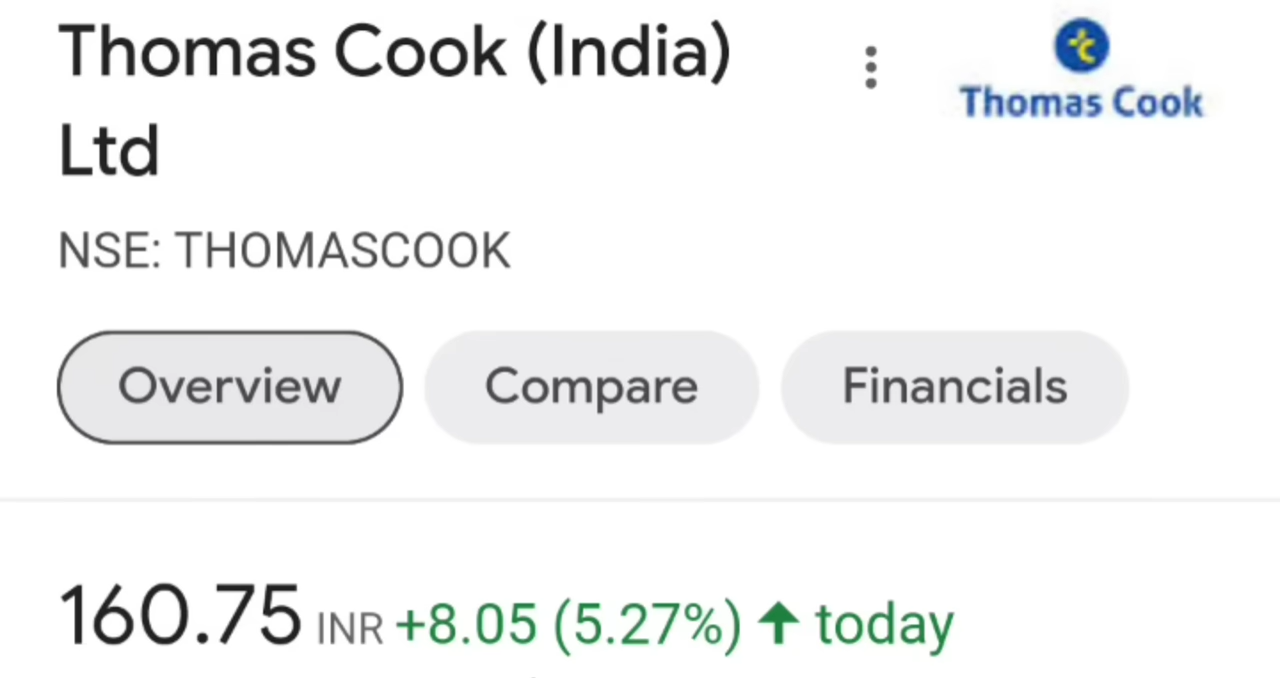 Thomas Cook (India)
Ltd
Thomas Cook
NSE: THOMASCOOK
Overview Compare Financials
160.75 INR +8.05 (5.27%) ↑ today